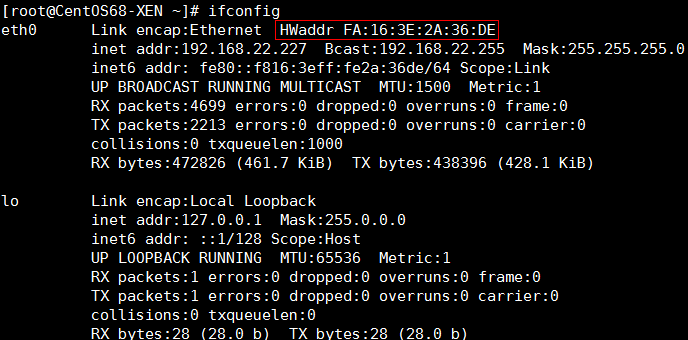 [root@CentOS68-XEN ~]# ifconfig
eth0      Link encap:Ethernet  HWaddr FA:16:3E:2A:36:DE
          inet addr:192.168.22.227  Bcast:192.168.22.255  Mask:255.255.255.0
          inet6 addr: fe80::f816:3eff:fe2a:36de/64 Scope:Link
          UP BROADCAST RUNNING MULTICAST  MTU:1500  Metric:1
          RX packets:4699 errors:0 dropped:0 overruns:0 frame:0
          TX packets:2213 errors:0 dropped:0 overruns:0 carrier:0
          collisions:0 txqueuelen:1000
          RX bytes:472826 (461.7 KiB)  TX bytes:438396 (428.1 KiB)
lo        Link encap:Local Loopback
          inet addr:127.0.0.1  Mask:255.0.0.0
          inet6 addr: ::1/128 Scope:Host
          UP LOOPBACK RUNNING  MTU:65536  Metric:1
          RX packets:1 errors:0 dropped:0 overruns:0 frame:0
          TX packets:1 errors:0 dropped:0 overruns:0 carrier:0
          collisions:0 txqueuelen:0
          RX bytes:28 (28.0 b)  TX bytes:28 (28.0 b)